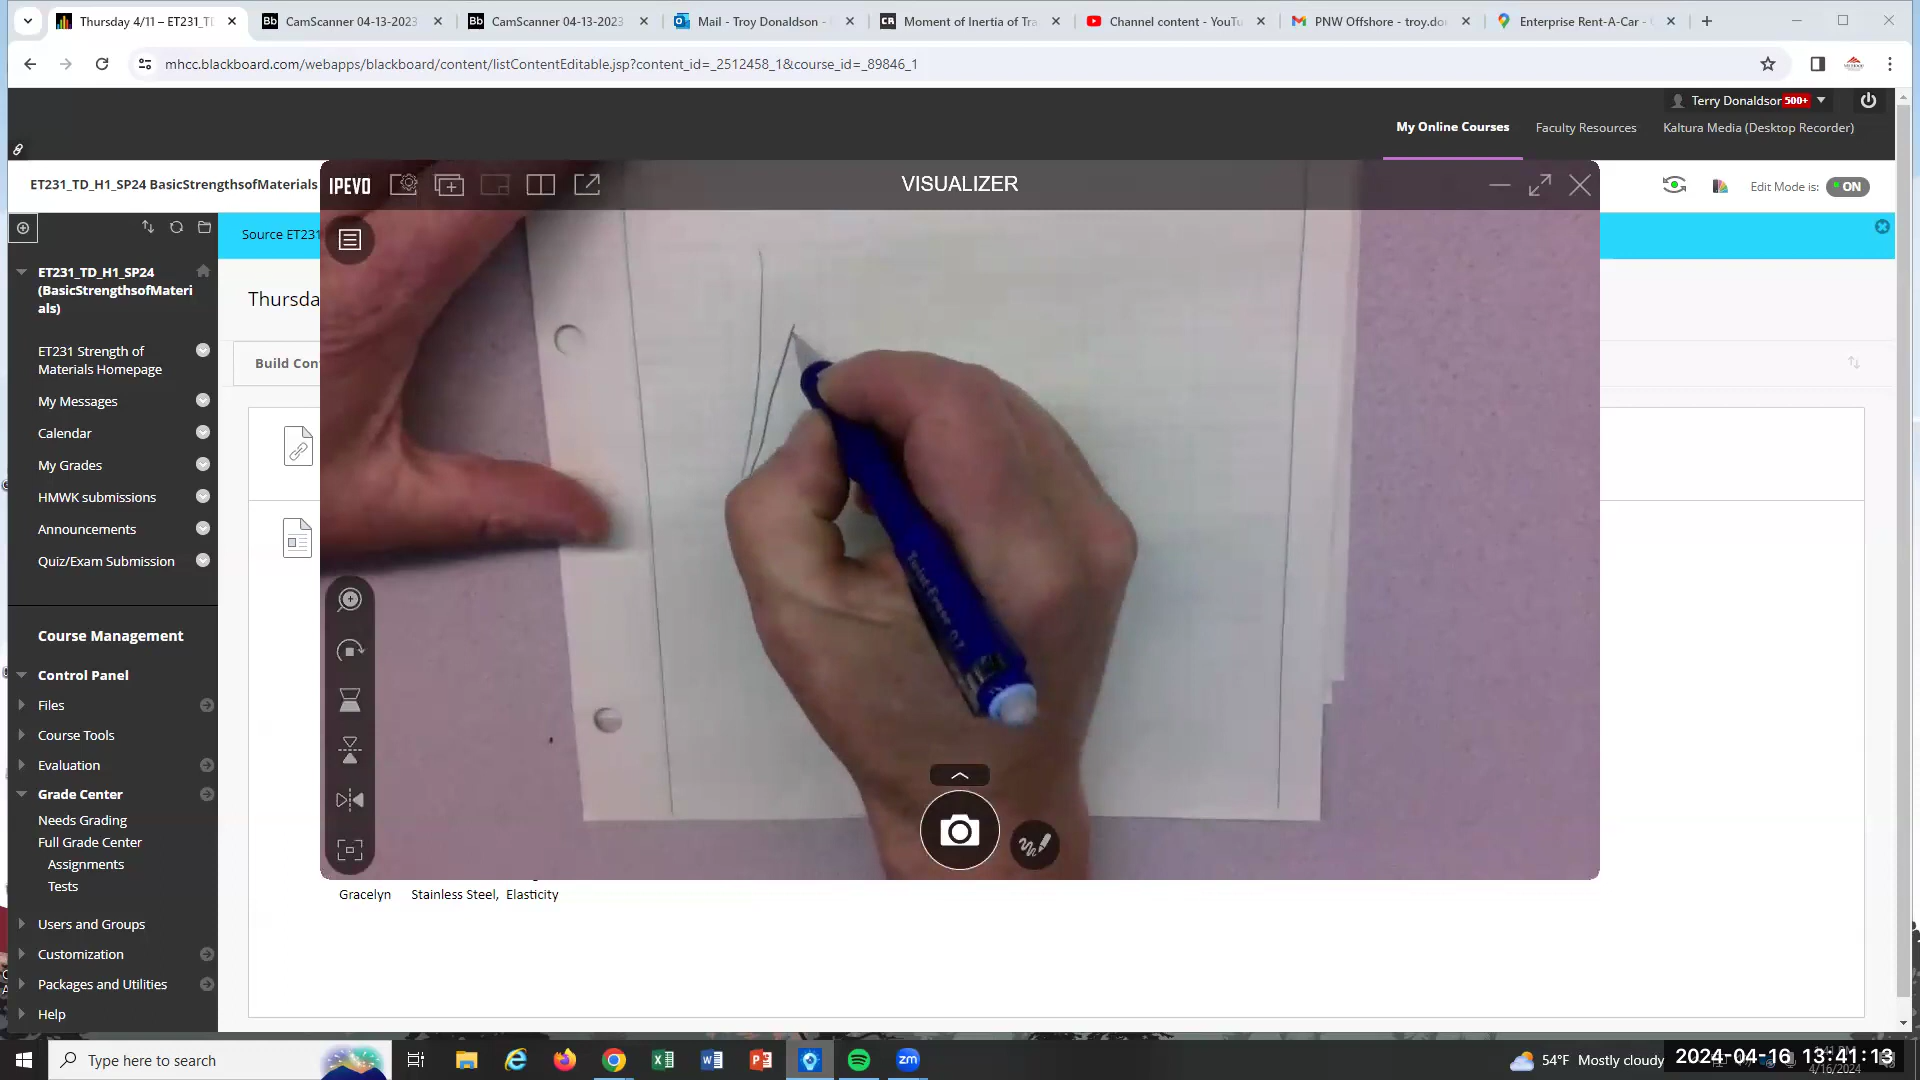 Thursday 4/11 – ET231_T
CamScanner 04-13-2023
CamScanner 04-13-2023
Mail - Troy Donaldson -
Moment of Inertia of Tra
Channel content - YouTu
PNW Offshore - troy.do
Enterprise Rent-A-Car -
mhcc.blackboard.com/webapps/blackboard/content/listContentEditable.jsp?content_id=_2512458_1&course_id=_89846_1
Terry Donaldson 500+
My Online Courses
Faculty Resources
Kaltura Media (Desktop Recorder)
ET231_TD_H1_SP24 BasicStrengthsofMaterials
Edit Mode is: ON
IPEVO
VISUALIZER
Source ET231
ET231_TD_H1_SP24
(BasicStrengthsofMateri
als)
Thursda
ET231 Strength of
Materials Homepage
Build Con
My Messages
Calendar
My Grades
HMWK submissions
Announcements
Quiz/Exam Submission
Twist-Erase 0.7
Course Management
Control Panel
Files
Course Tools
Evaluation
Grade Center
Needs Grading
Full Grade Center
Assignments
Tests
Gracelyn Stainless Steel, Elasticity
Users and Groups
Customization
Packages and Utilities
Help
Type here to search
54°F Mostly cloudy
2024-04-16 13:41:13
4/16/2024